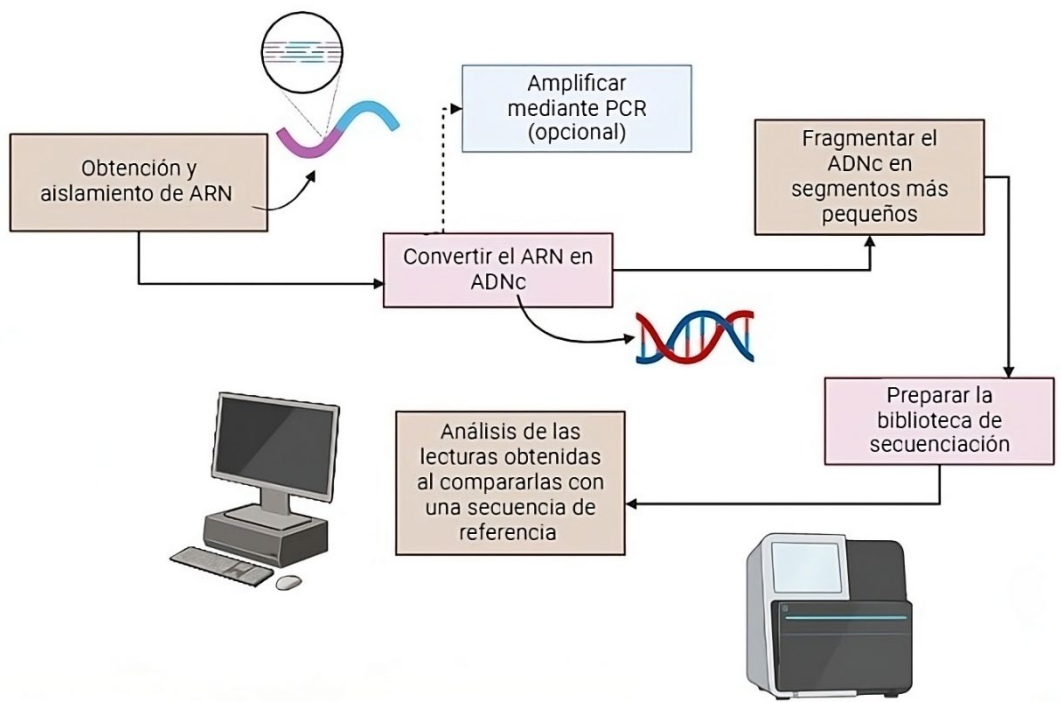 Obtención y
aislamiento de ARN
Amplificar
mediante PCR
(opcional)
Convertir el ARN en
ADNc
Fragmentar el
ADNc en
segmentos más
pequeños
Preparar la
biblioteca de
secuenciación
Análisis de las
lecturas obtenidas
al compararlas con
una secuencia de
referencia